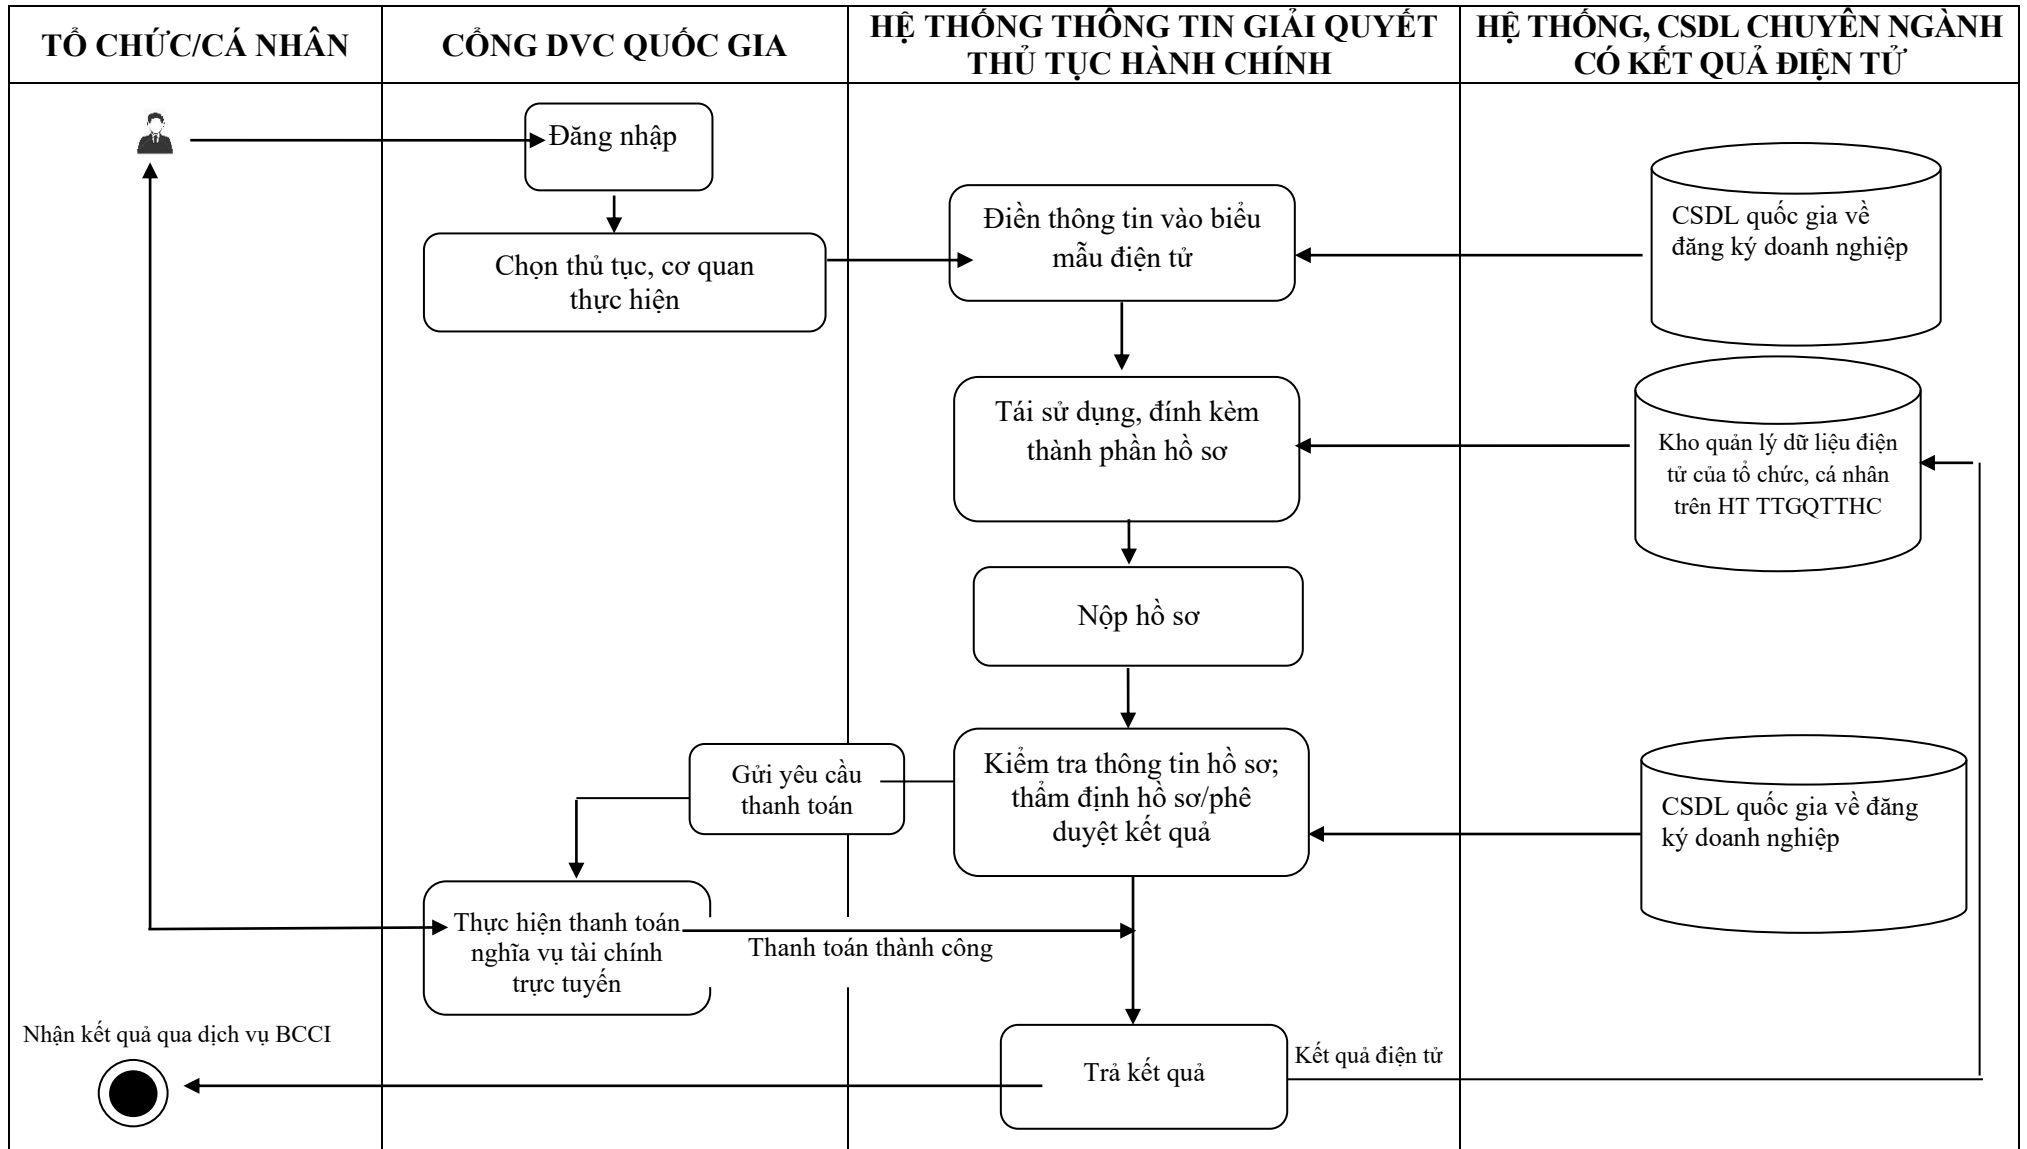 TỔ CHỨC/CÁ NHÂN
CỔNG DVC QUỐC GIA
HỆ THỐNG THÔNG TIN GIẢI QUYẾT
THỦ TỤC HÀNH CHÍNH
HỆ THỐNG, CSDL CHUYÊN NGÀNH
CÓ KẾT QUẢ ĐIỆN TỬ
Đăng nhập
Chọn thủ tục, cơ quan
thực hiện
Điền thông tin vào biểu
mẫu điện tử
CSDL quốc gia về
đăng ký doanh nghiệp
Tái sử dụng, đính kèm
thành phần hồ sơ
Kho quản lý dữ liệu điện
tử của tổ chức, cá nhân
trên HT TTGQTTHC
Nộp hồ sơ
Gửi yêu cầu
thanh toán
Kiểm tra thông tin hồ sơ;
thẩm định hồ sơ/phê
duyệt kết quả
CSDL quốc gia về đăng
ký doanh nghiệp
Thực hiện thanh toán
nghĩa vụ tài chính
trực tuyến
Thanh toán thành công
Nhận kết quả qua dịch vụ BCCI
Trả kết quả
Kết quả điện tử